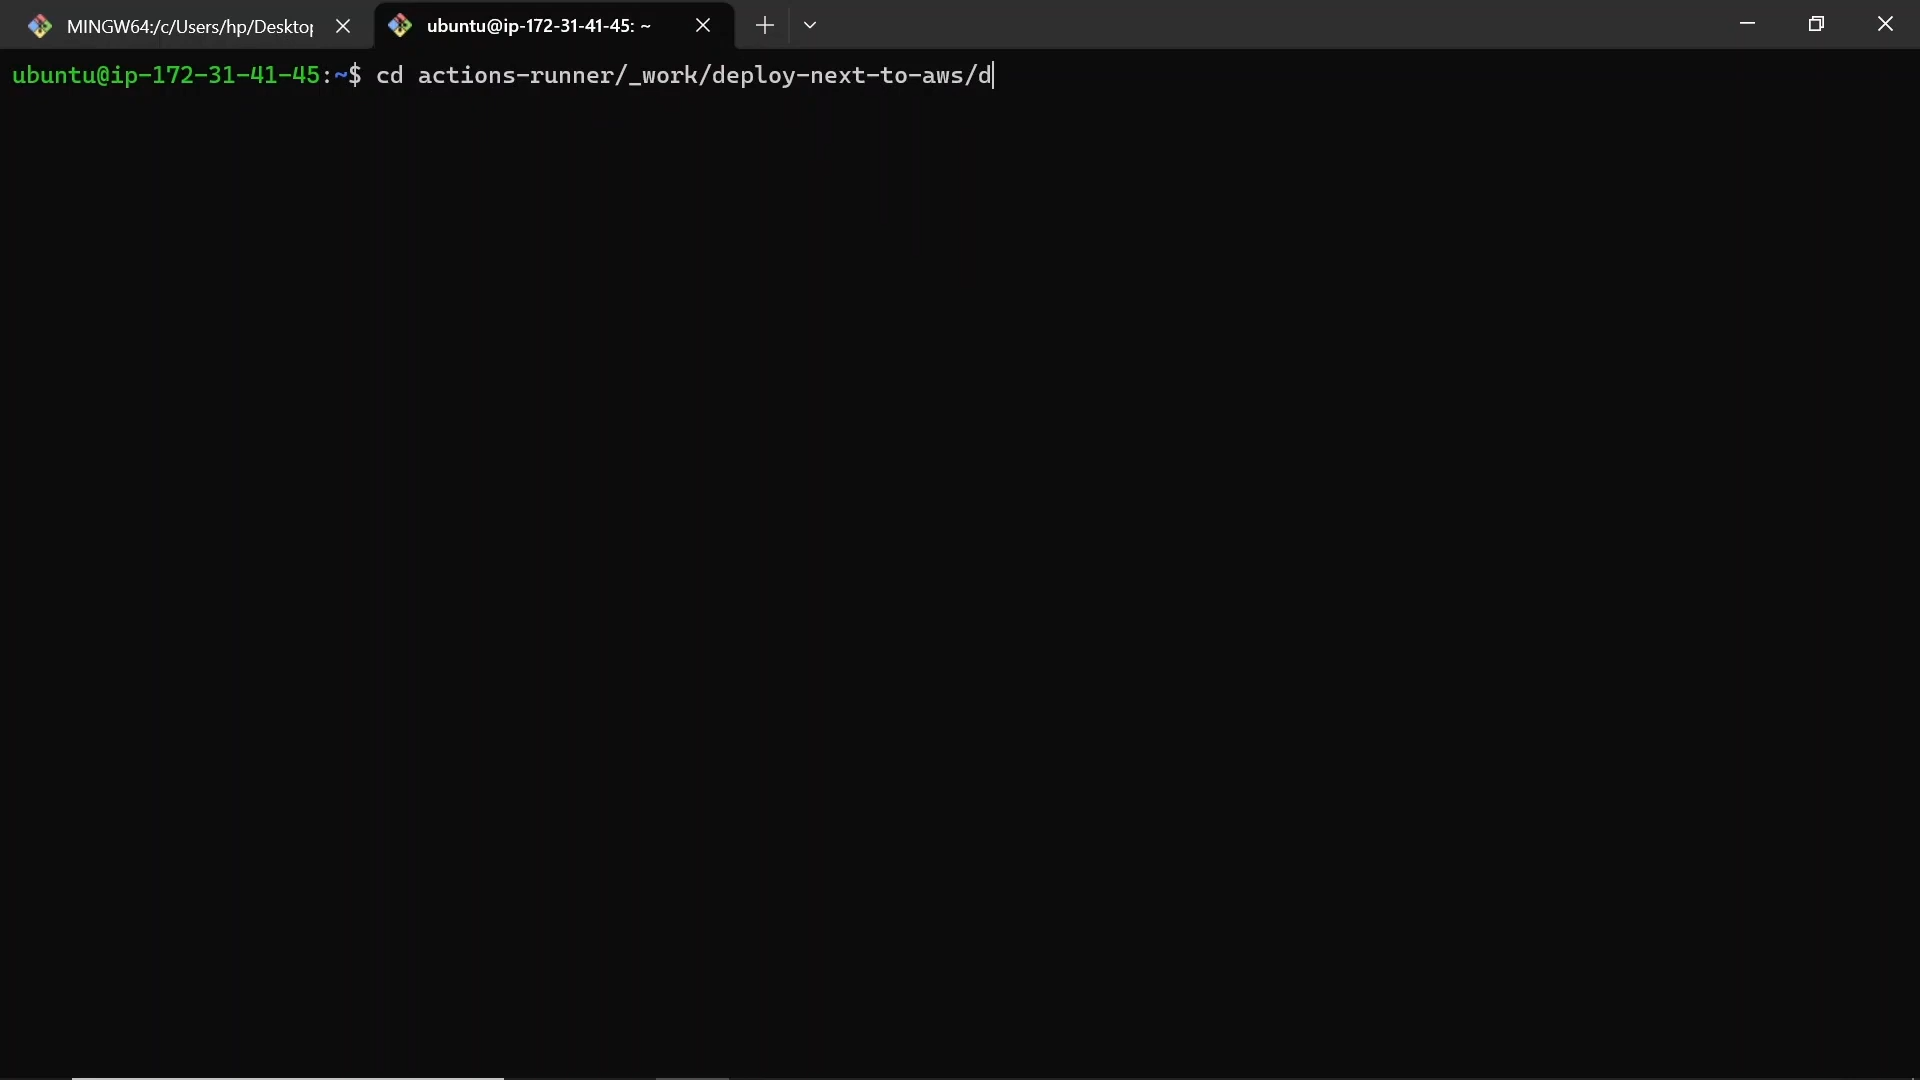 MINGW64:/c/Users/hp/Desktop
ubuntu@ip-172-31-41-45: ~
ubuntu@ip-172-31-41-45:~$ cd actions-runner/_work/deploy-next-to-aws/d